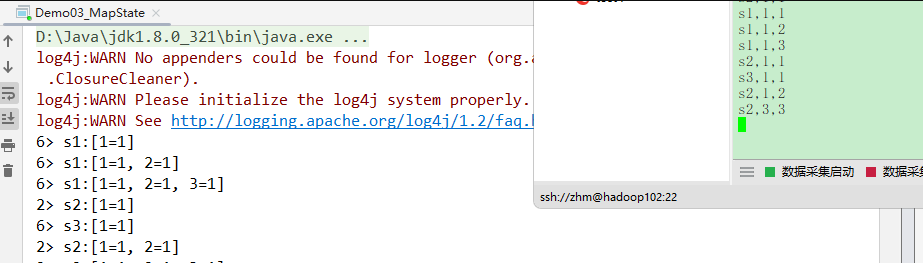 Demo03_MapState
D:\Java\jdk1.8.0_321\bin\java.exe ...
log4j:WARN No appenders could be found for logger (org.a
.ClosureCleaner).
log4j:WARN Please initialize the log4j system properly.
log4j:WARN See http://logging.apache.org/log4j/1.2/faq.h
6> s1:[1=1]
6> s1:[1=1, 2=1]
6> s1:[1=1, 2=1, 3=1]
2> s2:[1=1]
6> s3:[1=1]
2> s2:[1=1, 2=1]
s1,1,1
s1,1,2
s1,1,3
s2,1,1
s3,1,1
s2,1,2
s2,3,3
数据采集启动
数据采集
ssh://zhm@hadoop102:22